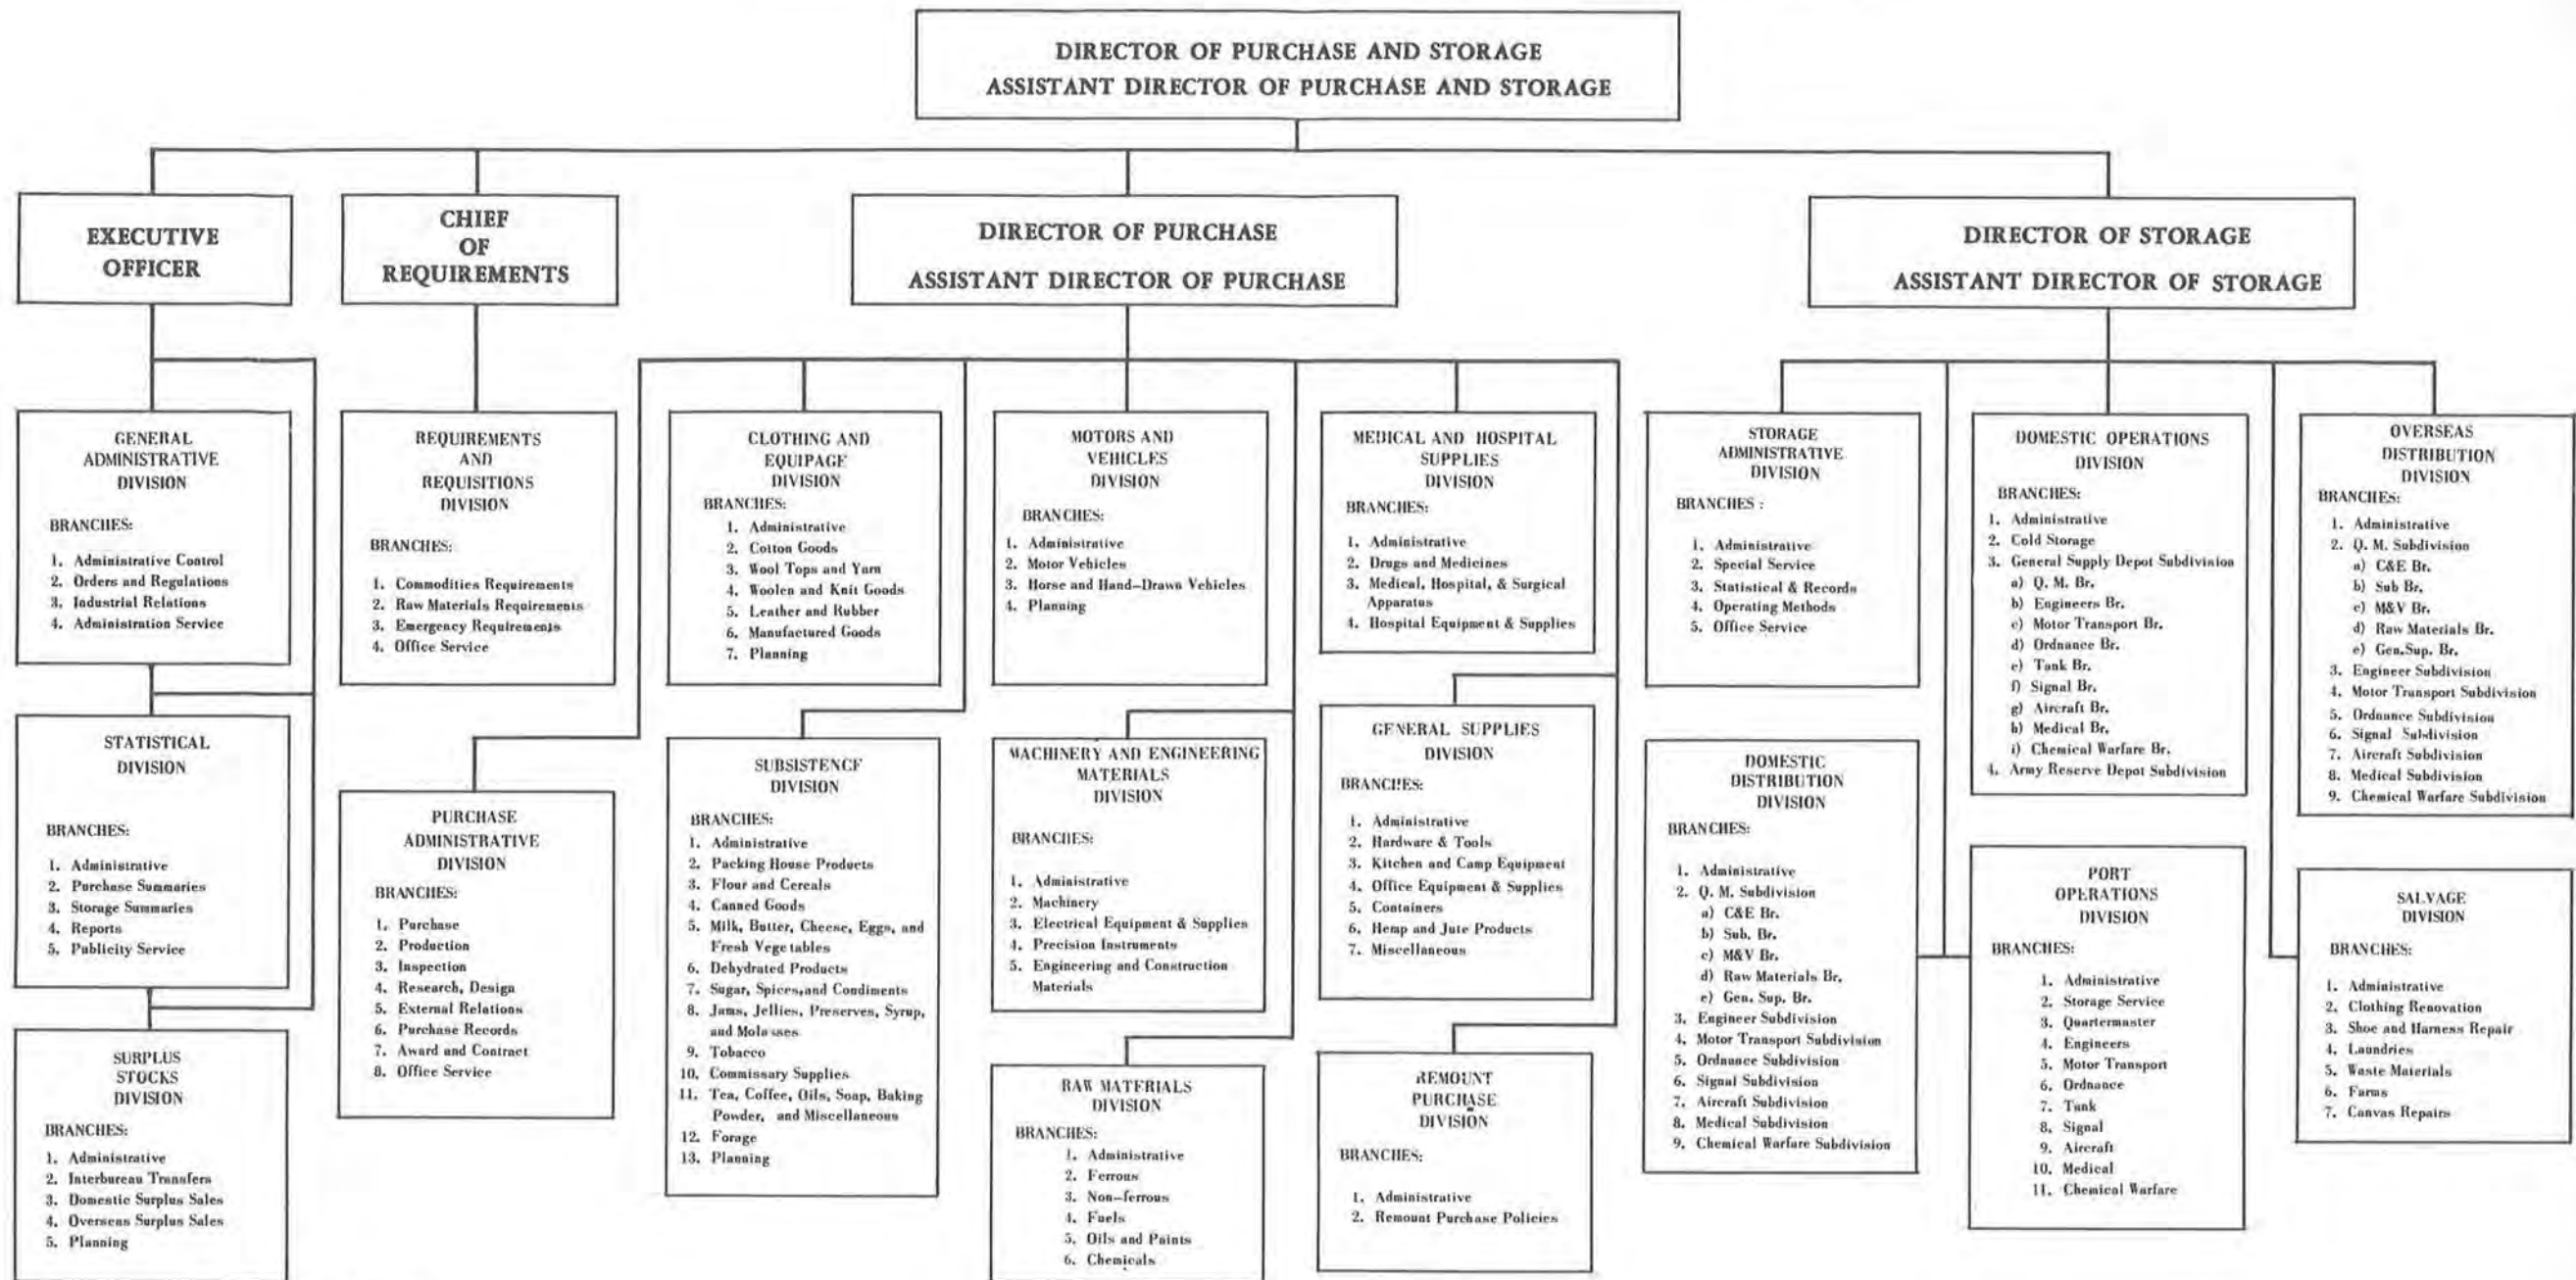 DIRECTOR OF PURCHASE AND STORAGE
ASSISTANT DIRECTOR OF PURCHASE AND STORAGE
EXECUTIVE
OFFICER
CHIEF
OF
REQUIREMENTS
DIRECTOR OF PURCHASE
ASSISTANT DIRECTOR OF PURCHASE
DIRECTOR OF STORAGE
ASSISTANT DIRECTOR OF STORAGE
GENERAL
ADMINISTRATIVE
DIVISION
BRANCHES:
1. Administrative Control
2. Orders and Regulations
3. Industrial Relations
4. Administration Service
STATISTICAL
DIVISION
BRANCHES:
1. Administrative
2. Purchase Summaries
3. Storage Summaries
4. Reports
5. Publicity Service
SURPLUS
STOCKS
DIVISION
BRANCHES:
1. Administrative
2. Interbureau Transfers
3. Domestic Surplus Sales
4. Overseas Surplus Sales
5. Planning
REQUIREMENTS
AND
REQUISITIONS
DIVISION
BRANCHES:
1. Commodities Requirements
2. Raw Materials Requirements
3. Emergency Requirements
4. Office Service
PURCHASE
ADMINISTRATIVE
DIVISION
BRANCHES:
1. Purchase
2. Production
3. Inspection
4. Research, Design
5. External Relations
6. Purchase Records
7. Award and Contract
8. Office Service
CLOTHING AND
EQUIPAGE
DIVISION
BRANCHES:
1. Administrative
2. Cotton Goods
3. Wool Tops and Yarn
4. Woolen and Knit Goods
5. Leather and Rubber
6. Manufactured Goods
7. Planning
SUBSISTENCE
DIVISION
BRANCHES:
1. Administrative
2. Packing House Products
3. Flour and Cereals
4. Canned Goods
5. Milk, Butter, Cheese, Eggs, and
Fresh Vegetables
6. Dehydrated Products
7. Sugar, Spices, and Condiments
8. Jams, Jellies, Preserves, Syrup,
and Molasses
9. Tobacco
10. Commissary Supplies
11. Tea, Coffee, Oils, Soap, Baking
Powder, and Miscellaneous
12. Forage
13. Planning
MOTORS AND
VEHICLES
DIVISION
BRANCHES:
1. Administrative
2. Motor Vehicles
3. Horse and Hand-Drawn Vehicles
4. Planning
MACHINERY AND ENGINEERING
MATERIALS
DIVISION
BRANCHES:
1. Administrative
2. Machinery
3. Electrical Equipment & Supplies
4. Precision Instruments
5. Engineering and Construction
Materials
RAW MATERIALS
DIVISION
BRANCHES:
1. Administrative
2. Ferrous
3. Non-ferrous
4. Fuels
5. Oils and Paints
6. Chemicals
MEDICAL AND HOSPITAL
SUPPLIES
DIVISION
BRANCHES:
1. Administrative
2. Drugs and Medicines
3. Medical, Hospital, & Surgical
Apparatus
4. Hospital Equipment & Supplies
GENERAL SUPPLIES
DIVISION
BRANCHES:
1. Administrative
2. Hardware & Tools
3. Kitchen and Camp Equipment
4. Office Equipment & Supplies
5. Containers
6. Hemp and Jute Products
7. Miscellaneous
REMOUNT
PURCHASE
DIVISION
BRANCHES:
1. Administrative
2. Remount Purchase Policies
STORAGE
ADMINISTRATIVE
DIVISION
BRANCHES :
1. Administrative
2. Special Service
3. Statistical & Records
4. Operating Methods
5. Office Service
DOMESTIC
DISTRIBUTION
DIVISION
BRANCHES:
1. Administrative
2. Q. M. Subdivision
a) C&E Br.
b) Sub. Br.
c) M&V Br.
d) Raw Materials Br.
e) Gen. Sup. Br.
3. Engineer Subdivision
4. Motor Transport Subdivision
5. Ordnance Subdivision
6. Signal Subdivision
7. Aircraft Subdivision
8. Medical Subdivision
9. Chemical Warfare Subdivision
DOMESTIC OPERATIONS
DIVISION
BRANCHES:
1. Administrative
2. Cold Storage
3. General Supply Depot Subdivision
a) Q. M. Br.
b) Engineers Br.
c) Motor Transport Br.
d) Ordnance Br.
e) Tank Br.
f) Signal Br.
g) Aircraft Br.
h) Medical Br.
i) Chemical Warfare Br.
4. Army Reserve Depot Subdivision
PORT
OPERATIONS
DIVISION
BRANCHES:
1. Administrative
2. Storage Service
3. Quartermaster
4. Engineers
5. Motor Transport
6. Ordnance
7. Tank
8. Signal
9. Aircraft
10. Medical
11. Chemical Warfare
OVERSEAS
DISTRIBUTION
DIVISION
BRANCHES:
1. Administrative
2. Q. M. Subdivision
a) C&E Br.
b) Sub Br.
c) M&V Br.
d) Raw Materials Br.
e) Gen.Sup. Br.
3. Engineer Subdivision
4. Motor Transport Subdivision
5. Ordnance Subdivision
6. Signal Subdivision
7. Aircraft Subdivision
8. Medical Subdivision
9. Chemical Warfare Subdivision
SALVAGE
DIVISION
BRANCHES:
1. Administrative
2. Clothing Renovation
3. Shoe and Harness Repair
4. Laundries
5. Waste Materials
6. Farms
7. Canvas Repairs